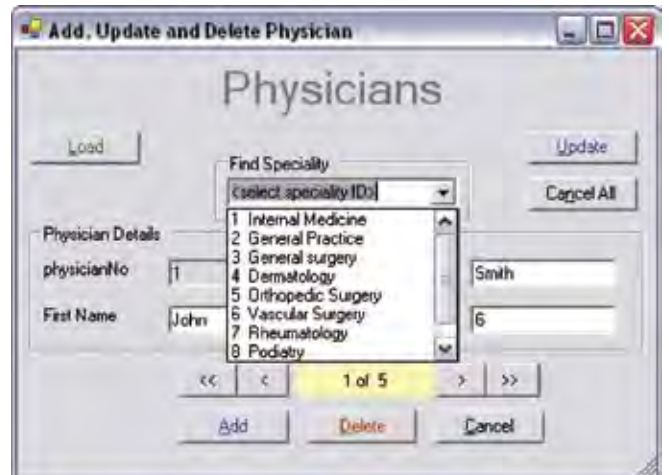 Add, Update and Delete Physician
Physicians
Load
Find Speciality
Update
<select speciality ID>
Cancel All
Physician Details
1 Internal Medicine
2 General Practice
3 General surgery
4 Dermatology
5 Orthopedic Surgery
6 Vascular Surgery
7 Rheumatology
8 Podiatry
physicianNo
1
Smith
First Name
John
6
<<
<
1 of 5
>
>>
Add
Delete
Cancel